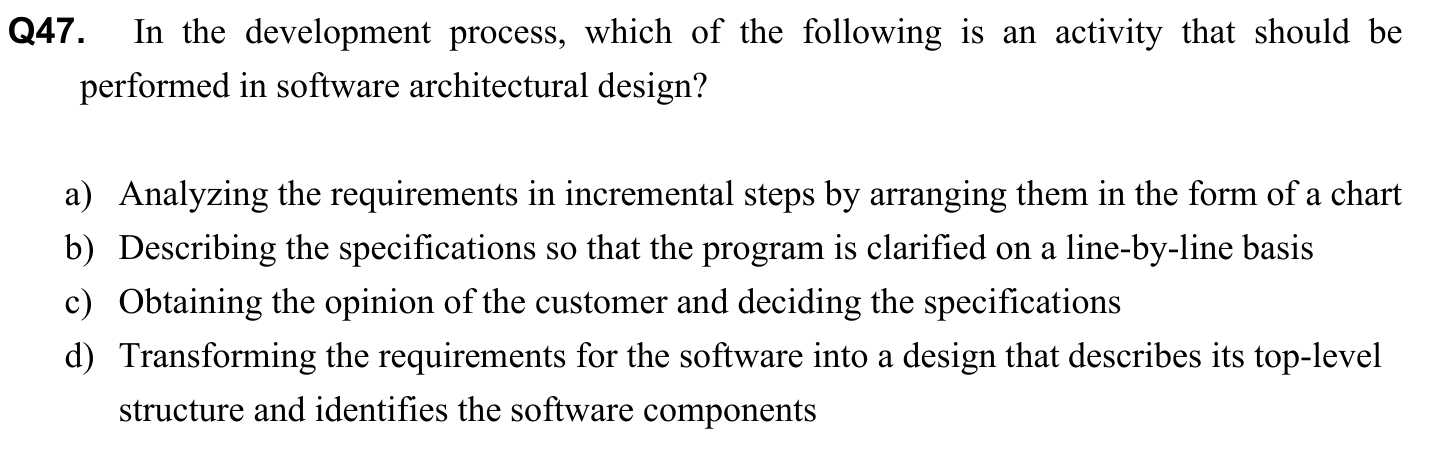 Q47. In the development process, which of the following is an activity that should be
performed in software architectural design?
a) Analyzing the requirements in incremental steps by arranging them in the form of a chart
b) Describing the specifications so that the program is clarified on a line-by-line basis
c) Obtaining the opinion of the customer and deciding the specifications
d) Transforming the requirements for the software into a design that describes its top-level
structure and identifies the software components